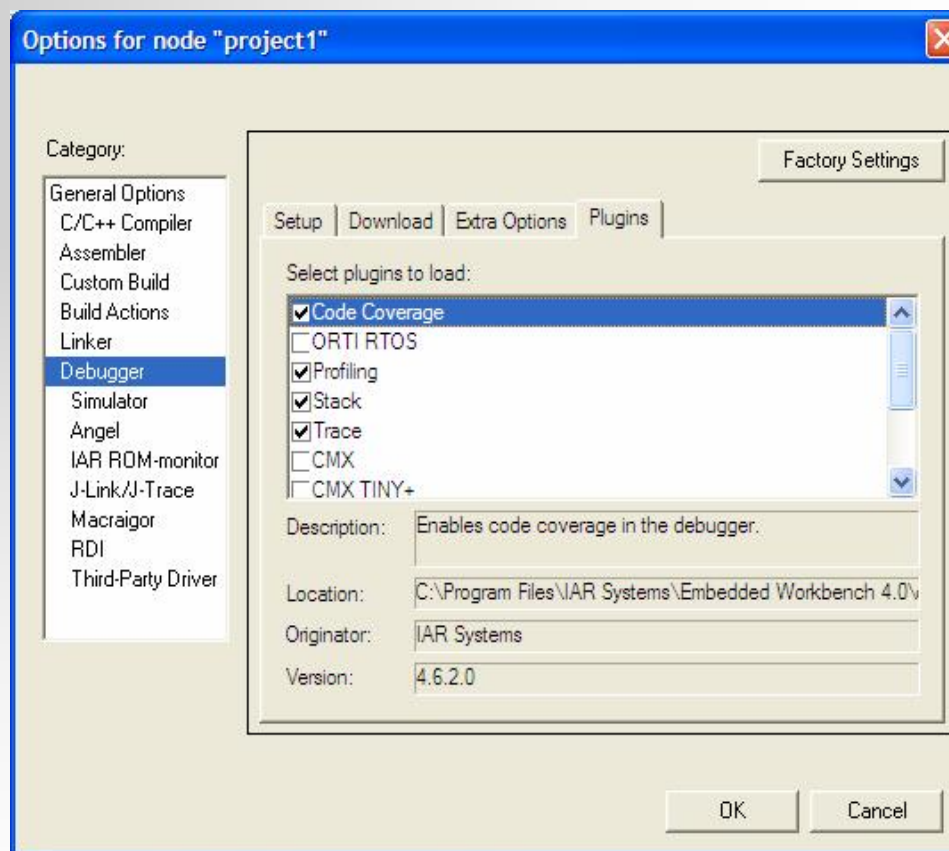 Options for node "project1"
Category:
General Options
C/C++ Compiler
Assembler
Custom Build
Build Actions
Linker
Debugger
Simulator
Angel
IAR ROM-monitor
J-Link/J-Trace
Macraigor
RDI
Third-Party Driver
Factory Settings
Setup Download Extra Options Plugins
Select plugins to load:
Code Coverage
ORTI RTOS
Profiling
Stack
Trace
CMX
CMX TINY+
Description: Enables code coverage in the debugger.
Location: C:\Program Files\IAR Systems\Embedded Workbench 4.0\
Originator: IAR Systems
Version: 4.6.2.0
OK Cancel